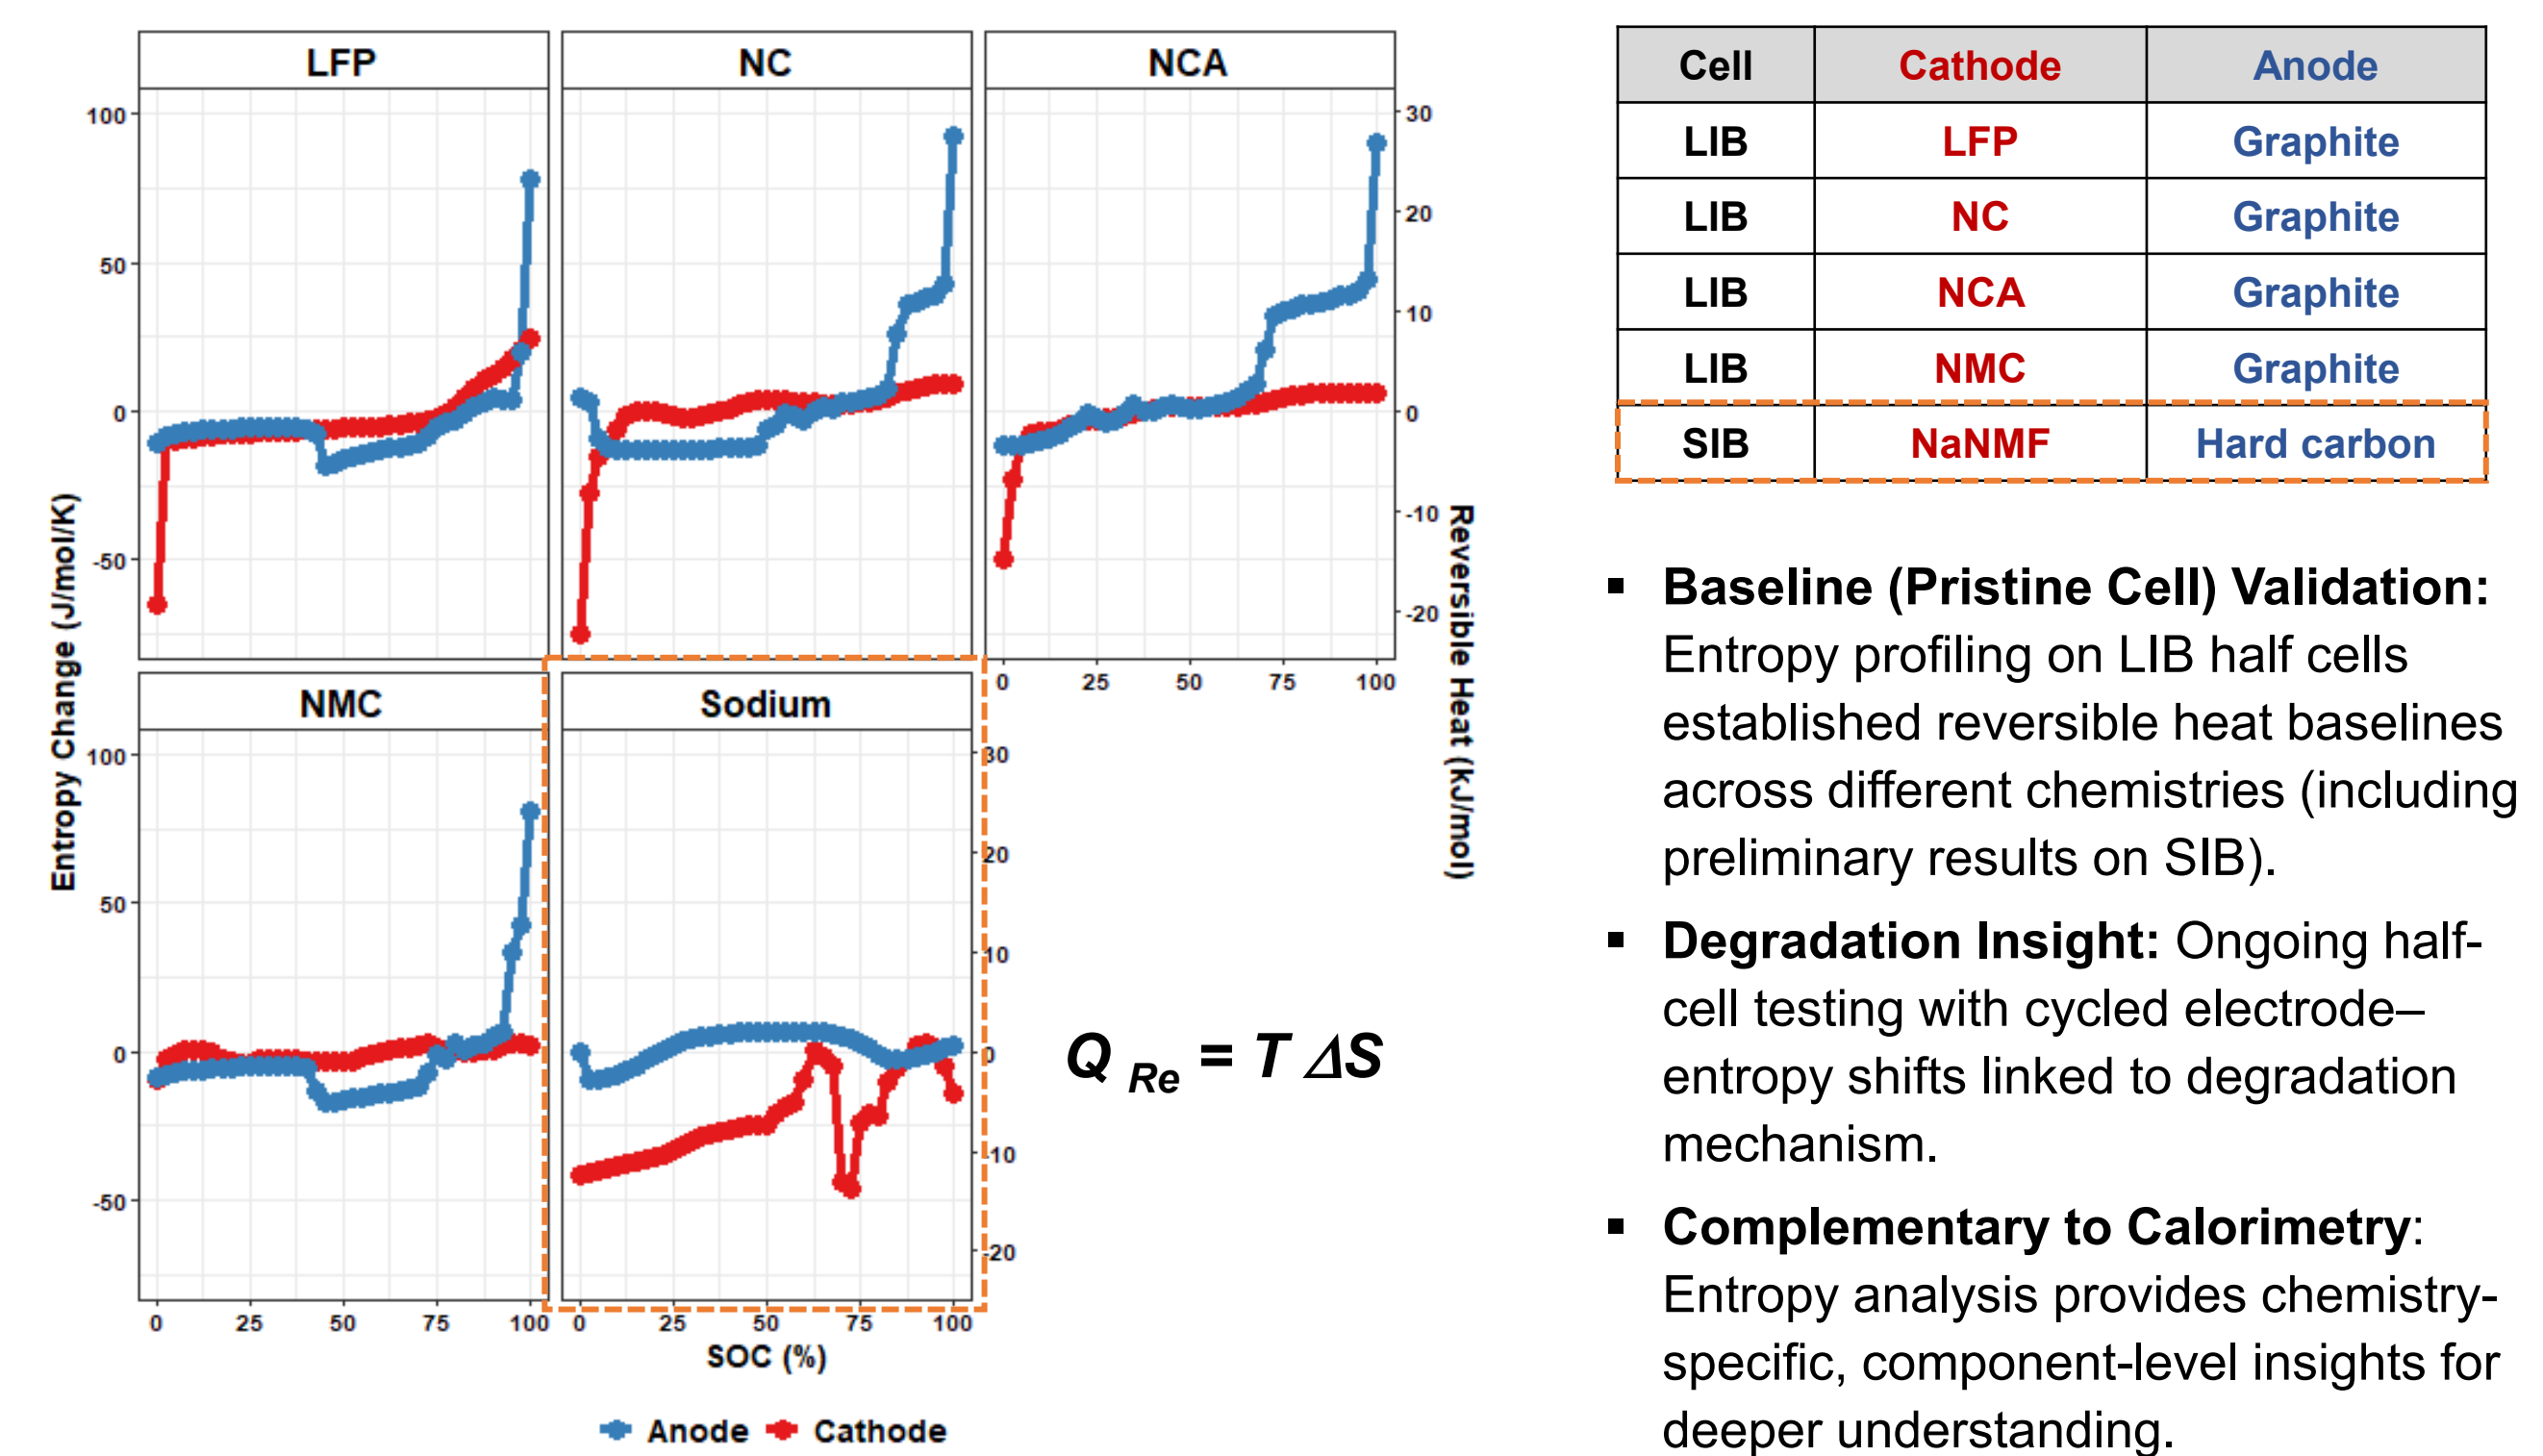 LFP
NC
NCA
100
50
0
-50
30
20
10
0
-10
-20
0 25 50 75 100
NMC
Sodium
100
50
0
-50
30
20
10
0
-10
-20
0 25 50 75 100
0 25 50 75 100
SOC (%)
Entropy Change (J/mol/K)
Reversible Heat (kJ/mol)
Anode Cathode
Q Re = T ΔS
Cell Cathode Anode
LIB LFP Graphite
LIB NC Graphite
LIB NCA Graphite
LIB NMC Graphite
SIB NaNMF Hard carbon
▪ Baseline (Pristine Cell) Validation:
Entropy profiling on LIB half cells
established reversible heat baselines
across different chemistries (including
preliminary results on SIB).
▪ Degradation Insight: Ongoing half-
cell testing with cycled electrode–
entropy shifts linked to degradation
mechanism.
▪ Complementary to Calorimetry:
Entropy analysis provides chemistry-
specific, component-level insights for
deeper understanding.